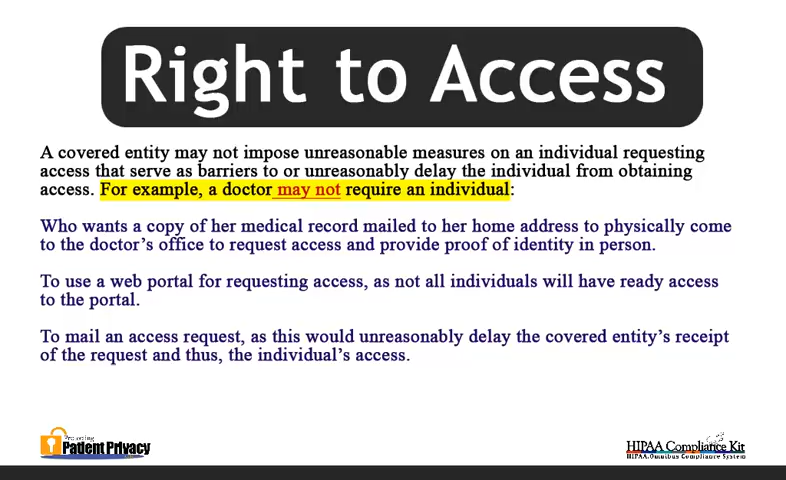 Right to Access
A covered entity may not impose unreasonable measures on an individual requesting
access that serve as barriers to or unreasonably delay the individual from obtaining
access. For example, a doctor may not require an individual:
Who wants a copy of her medical record mailed to her home address to physically come
to the doctor's office to request access and provide proof of identity in person.
To use a web portal for requesting access, as not all individuals will have ready access
to the portal.
To mail an access request, as this would unreasonably delay the covered entity's receipt
of the request and thus, the individual's access.
Protecting
Patient Privacy
HIPAA Compliance Kit
HIPAA Omnibus Compliance System